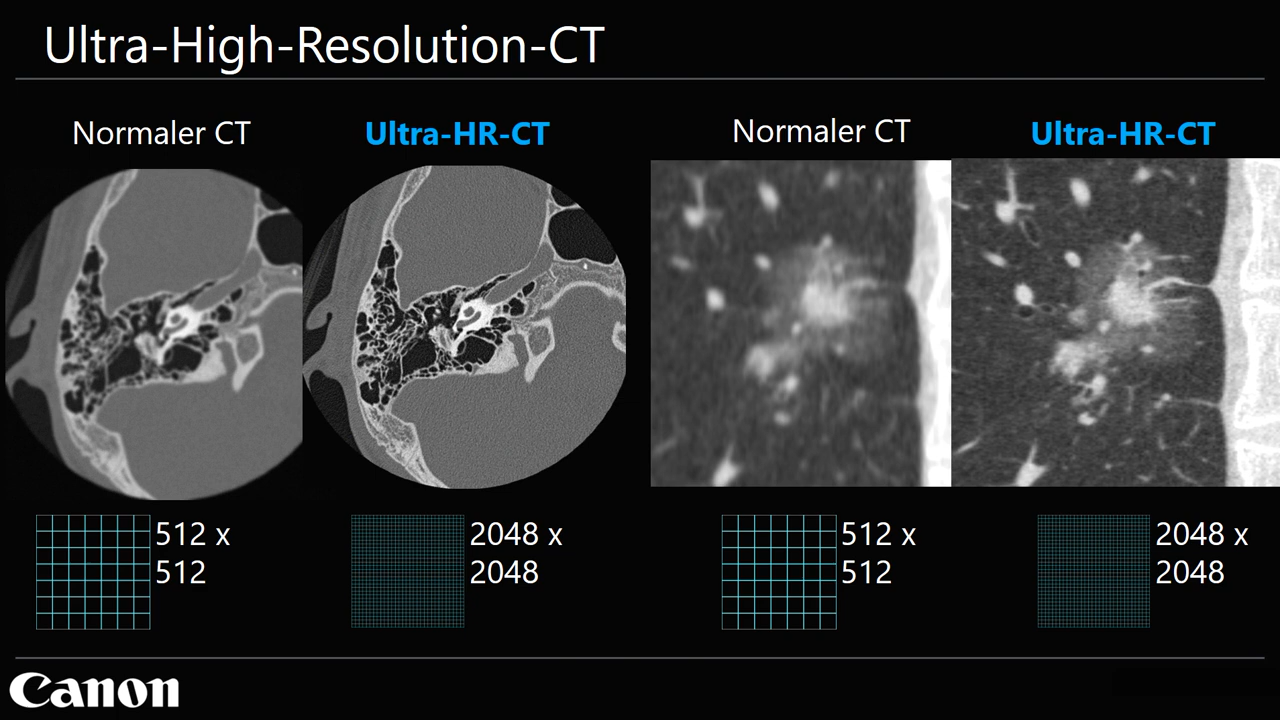 Ultra-High-Resolution-CT
Normaler CT
Ultra-HR-CT
Normaler CT
Ultra-HR-CT
512 x
512
2048 x
2048
512 x
512
2048 x
2048
Canon